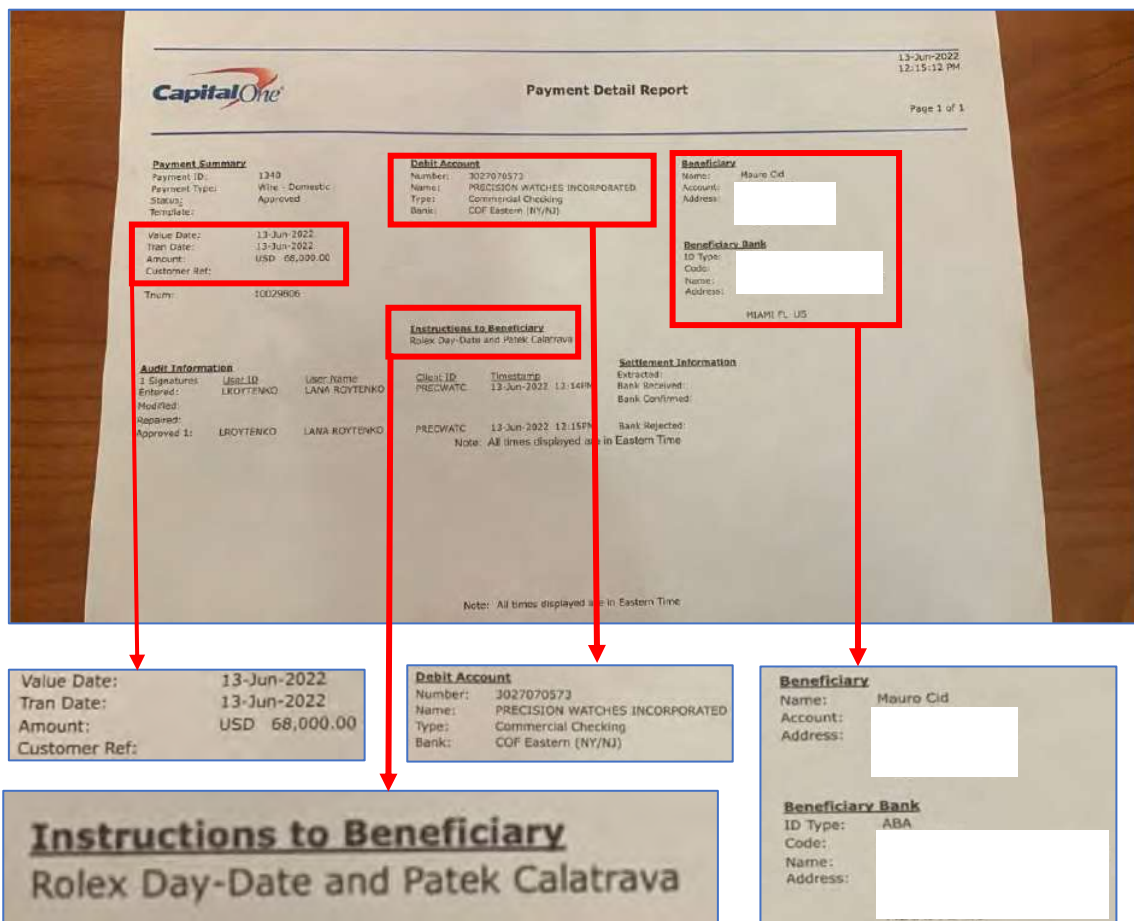 13-Jun-2022
12:15:12 PM
CapitalOne
Payment Detail Report
Page 1 of 1
Payment Summary
Payment ID: 1340
Payment Type: Wire - Domestic
Status: Approved
Template:
Value Date: 13-Jun-2022
Tran Date: 13-Jun-2022
Amount: USD 68,000.00
Customer Ref:
Tnum: 10029806
Debit Account
Number: 3027070573
Name: PRECISION WATCHES INCORPORATED
Type: Commercial Checking
Bank: COF Eastern (NY/NJ)
Beneficiary
Name: Mauro Cid
Account:
Address:
Beneficiary Bank
ID Type:
Code:
Name:
Address:
MIAMI FL US
Instructions to Beneficiary
Rolex Day-Date and Patek Calatrava
Audit Information
User ID User Name Client ID Timestamp
Signatures
Entered: LROYTENKO LANA ROYTENKO PRECWATC 13-Jun-2022 12:14PM
Modified:
Repaired:
Approved 1: LROYTENKO LANA ROYTENKO PRECWATC 13-Jun-2022 12:15PM
Settlement Information
Extracted:
Bank Received:
Bank Confirmed:
Bank Rejected:
Note: All times displayed are in Eastern Time
Note: All times displayed are in Eastern Time
Value Date: 13-Jun-2022
Tran Date: 13-Jun-2022
Amount: USD 68,000.00
Customer Ref:
Debit Account
Number: 3027070573
Name: PRECISION WATCHES INCORPORATED
Type: Commercial Checking
Bank: COF Eastern (NY/NJ)
Instructions to Beneficiary
Rolex Day-Date and Patek Calatrava
Beneficiary
Name: Mauro Cid
Account:
Address:
Beneficiary Bank
ID Type: ABA
Code:
Name:
Address: